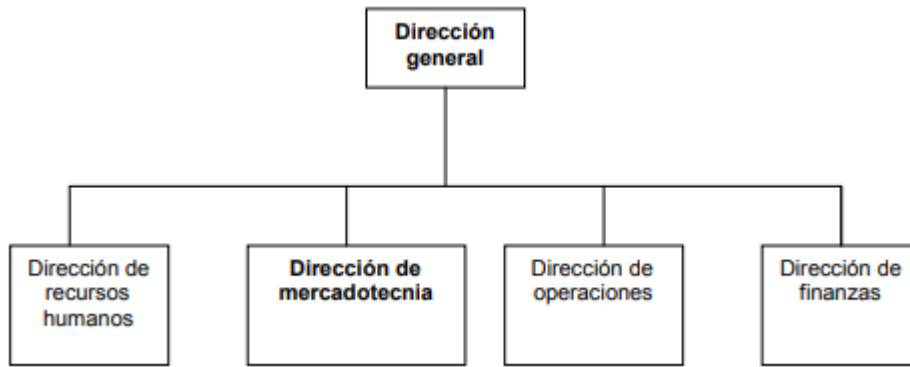 Dirección
general
Dirección de
recursos
humanos
Dirección de
mercadotecnia
Dirección de
operaciones
Dirección de
finanzas